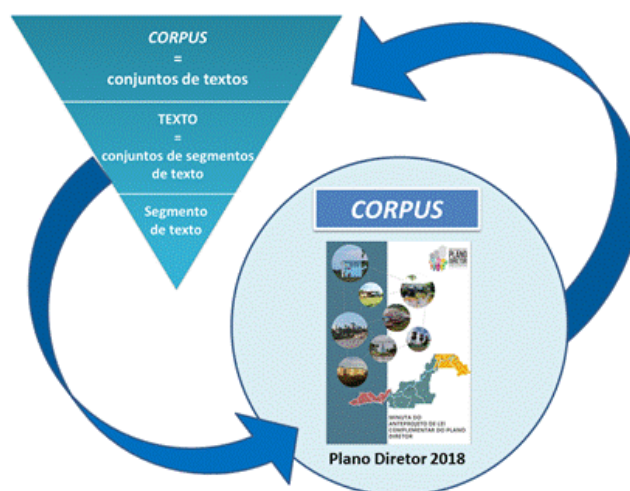 CORPUS
=
conjuntos de textos
TEXTO
=
conjuntos de segmentos
de texto
Segmento
de texto
CORPUS
PLANO
DIRETOR
MINUTA DO
ANTEPROJETO DE LEI
COMPLEMENTAR DO PLANO
DIRETOR
Plano Diretor 2018